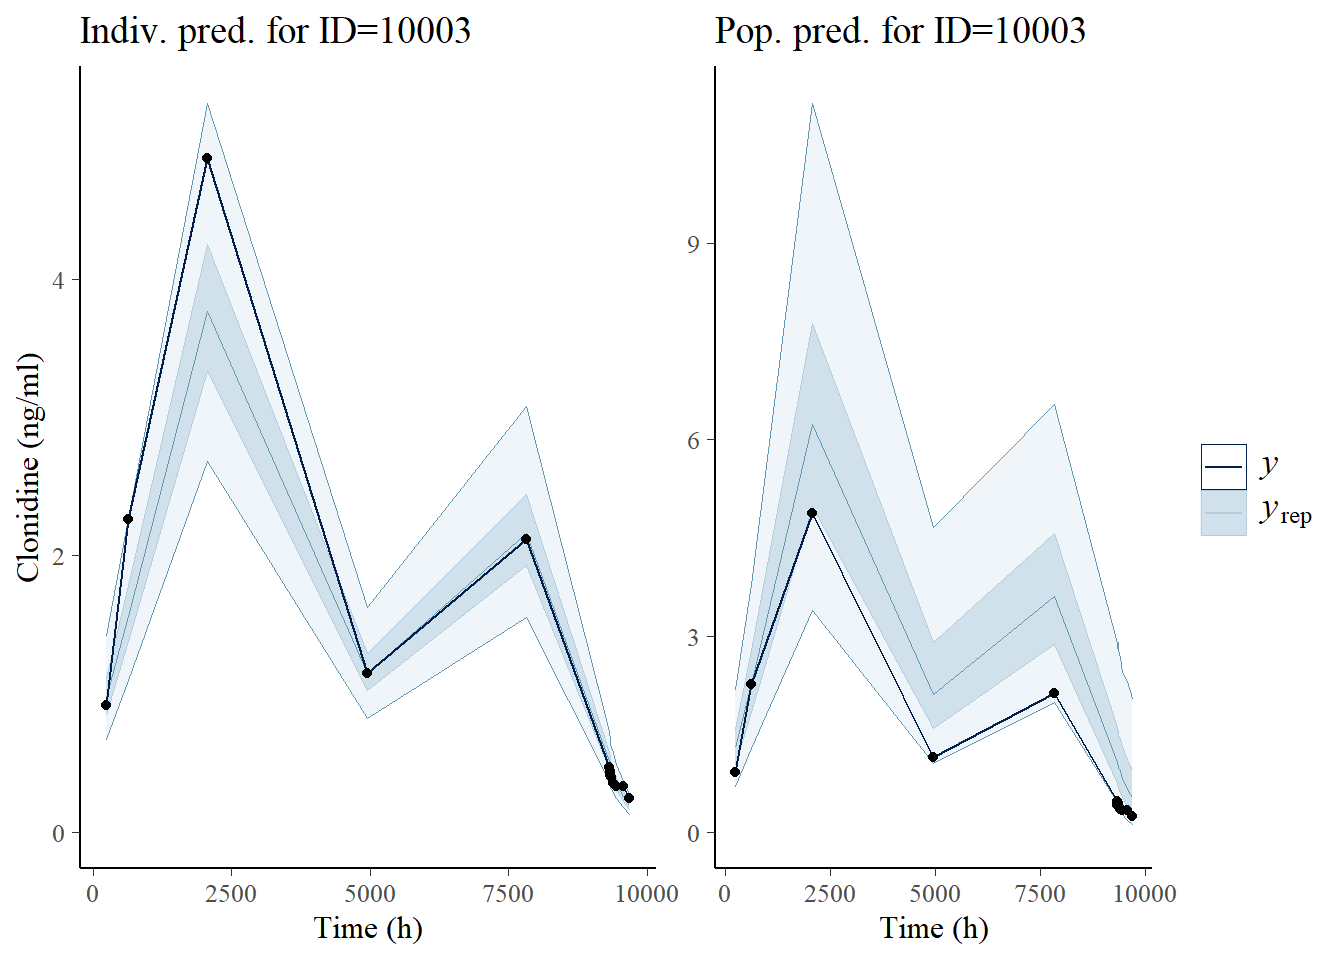 Indiv. pred. for ID=10003
Clonidine (ng/ml)
4
2
0
0 2500 5000 7500 10000
Time (h)
Pop. pred. for ID=10003
9
6
3
0
0 2500 5000 7500 10000
Time (h)
y
y rep